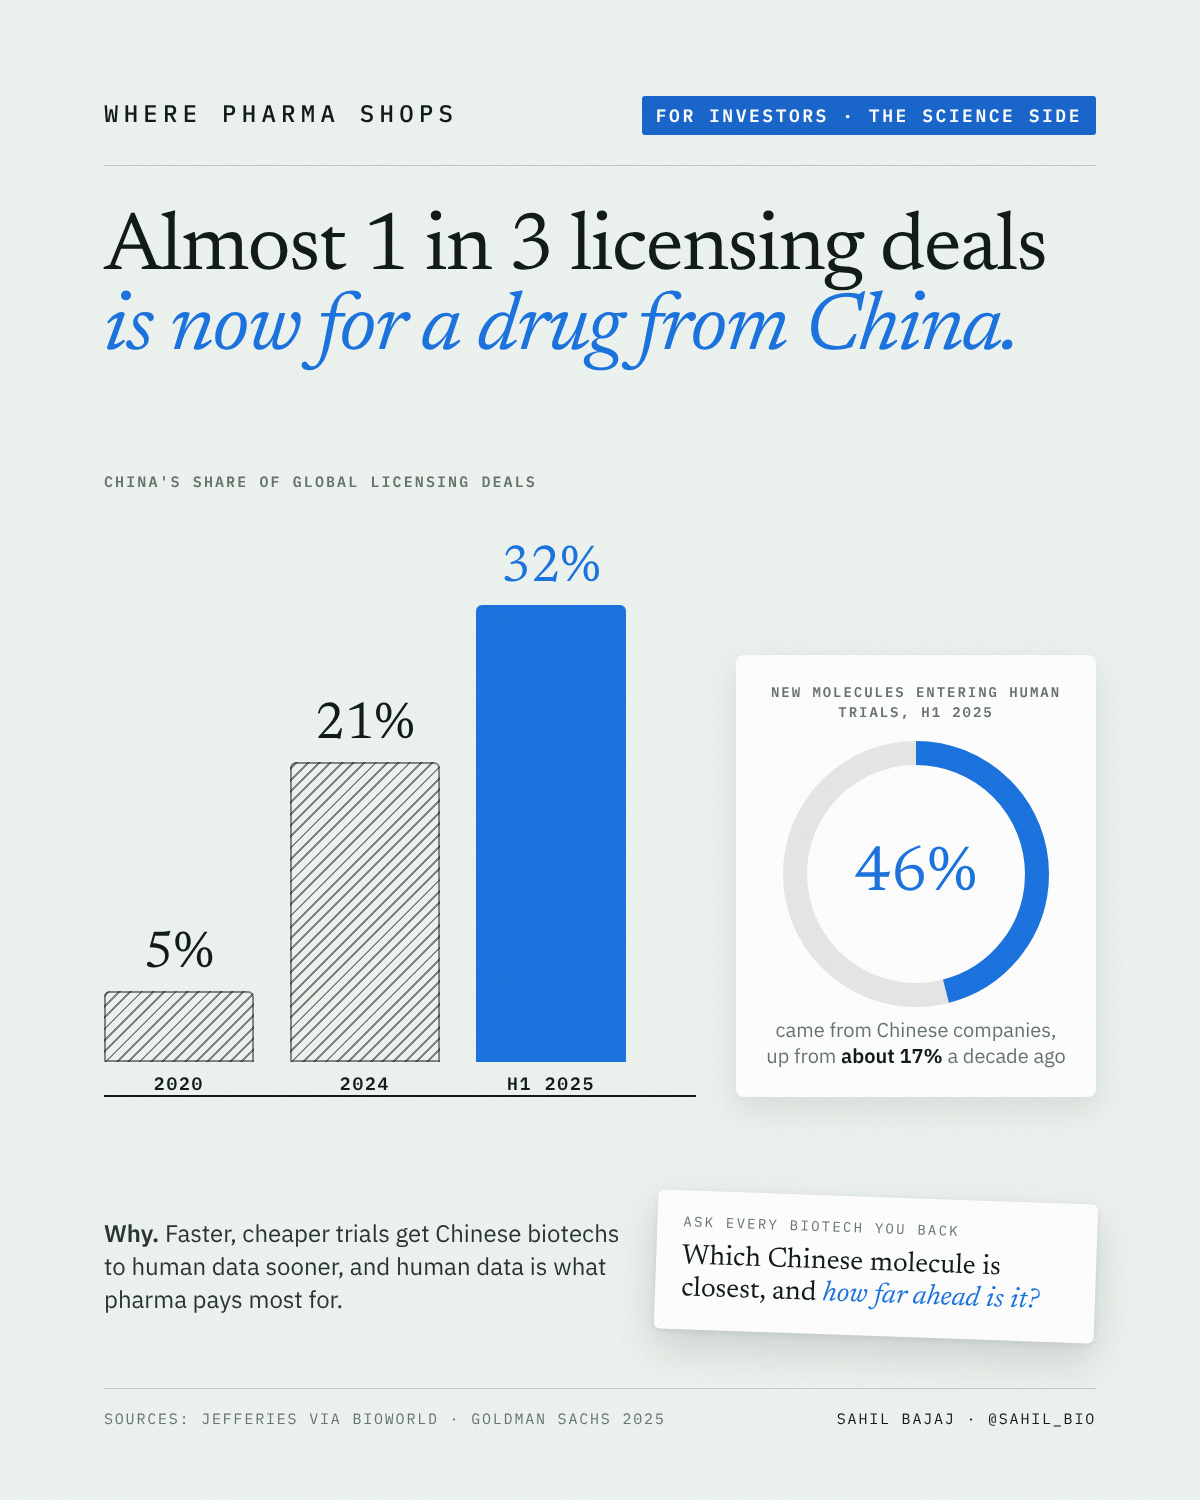 WHERE PHARMA SHOPS
FOR INVESTORS · THE SCIENCE SIDE
Almost 1 in 3 licensing deals
is now for a drug from China.
CHINA'S SHARE OF GLOBAL LICENSING DEALS
32%
21%
5%
2020
2024
H1 2025
NEW MOLECULES ENTERING HUMAN
TRIALS, H1 2025
46%
came from Chinese companies,
up from about 17% a decade ago
Why. Faster, cheaper trials get Chinese biotechs
to human data sooner, and human data is what
pharma pays most for.
ASK EVERY BIOTECH YOU BACK
Which Chinese molecule is
closest, and how far ahead is it?
SOURCES: JEFFERIES VIA BIOWORLD · GOLDMAN SACHS 2025
SAHIL BAJAJ · @SAHIL_BIO